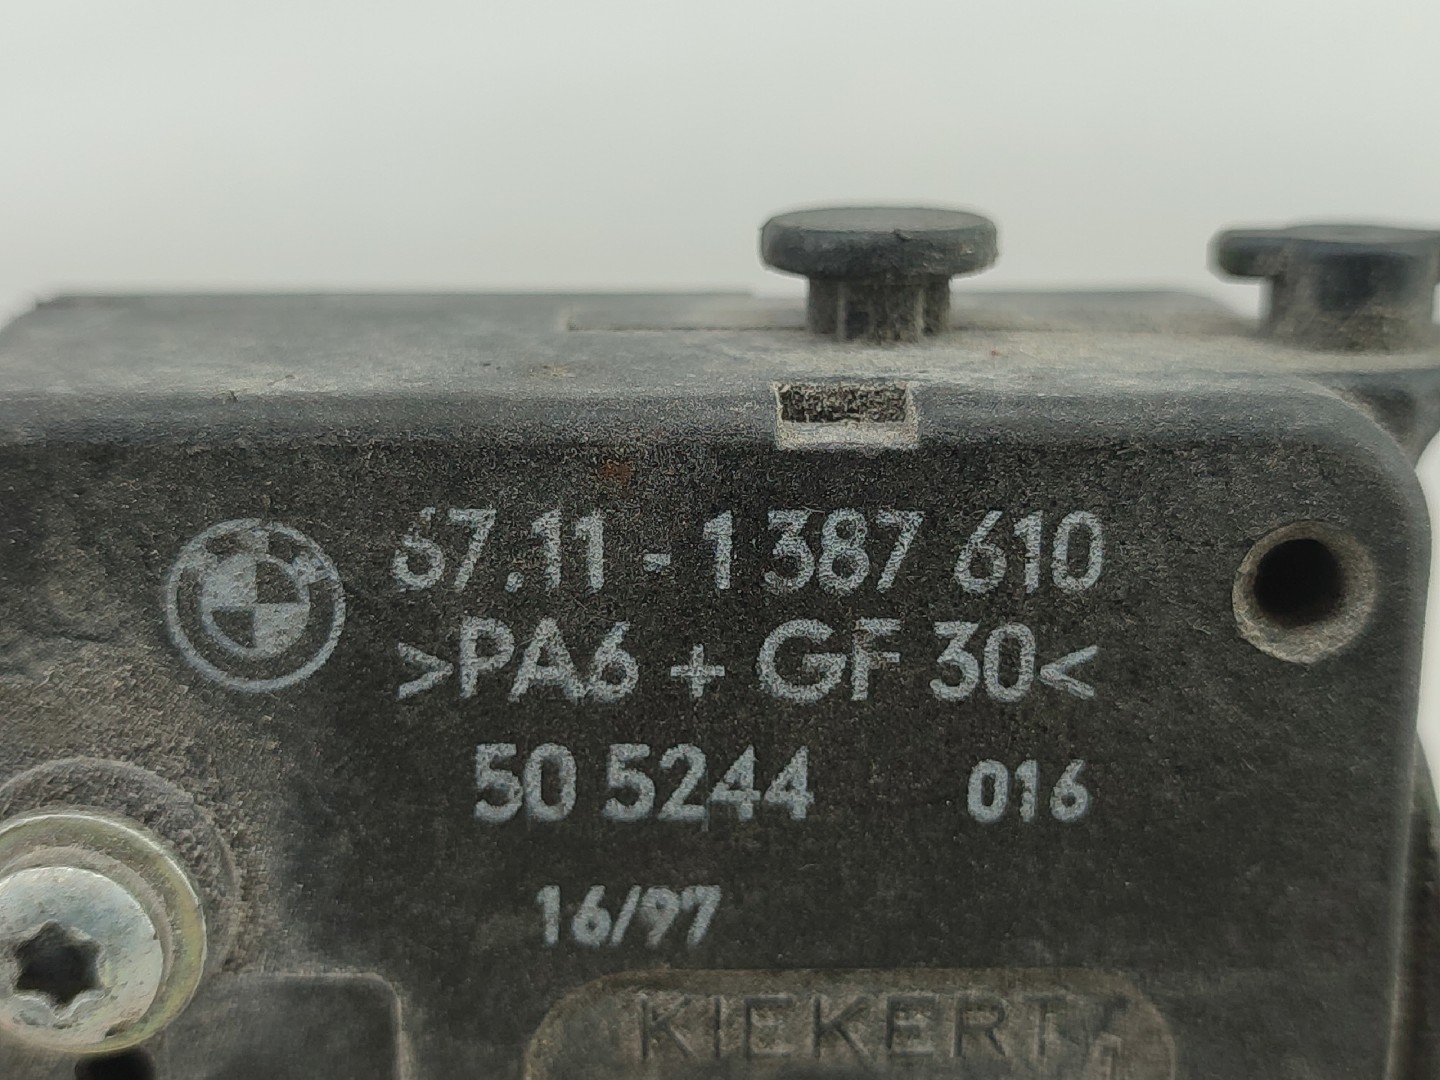 67.11 - 1 387 610
>PA6 + GF 30<
50 5244 016
16/97
KIEKERT